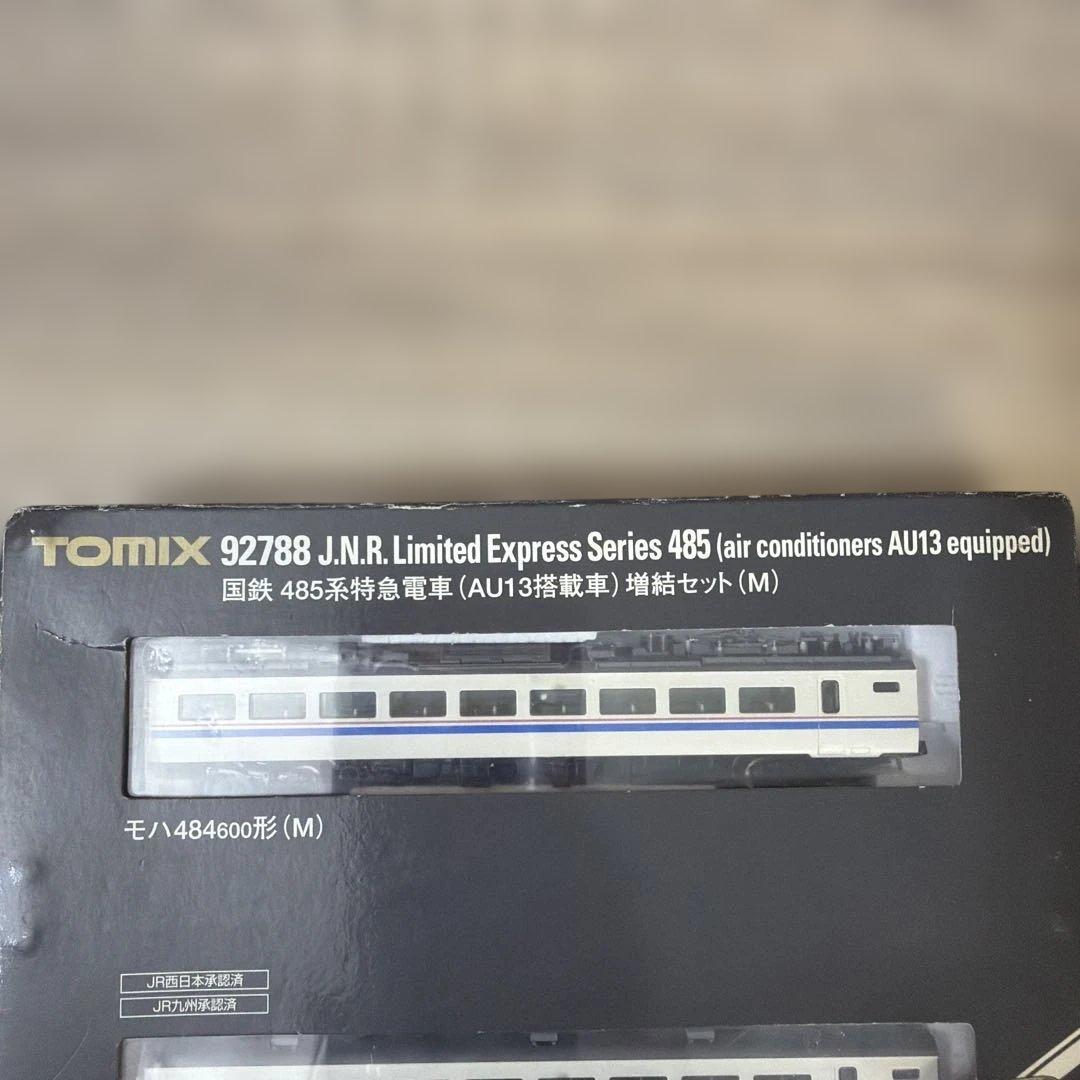 TOMIX 92788 J.N.R. Limited Express Series 485 (air conditioners AU13 equipped)
国鉄 485系特急電車(AU13搭載車)増結セット(M)
モハ484600形(M)
JR西日本承認済
JR九州承認済